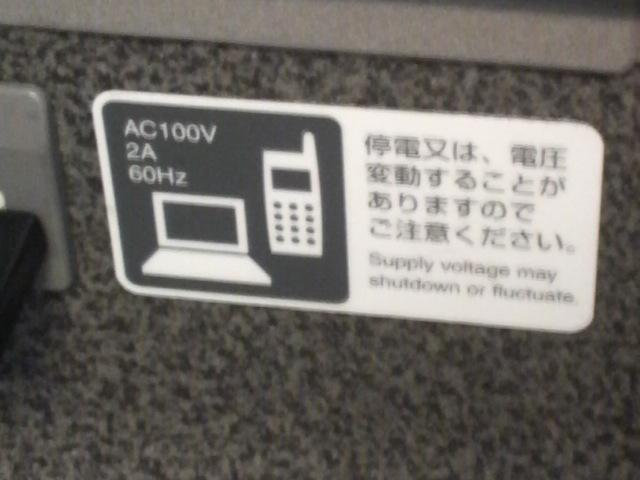 AC100V
2A
60Hz
停電又は、電圧
変動することが
ありますので
ご注意ください。
Supply voltage may
shutdown or fluctuate.